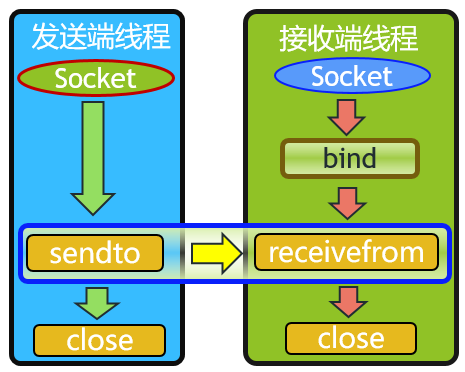 发送端线程
Socket
sendto
close
接收端线程
Socket
bind
receivefrom
close